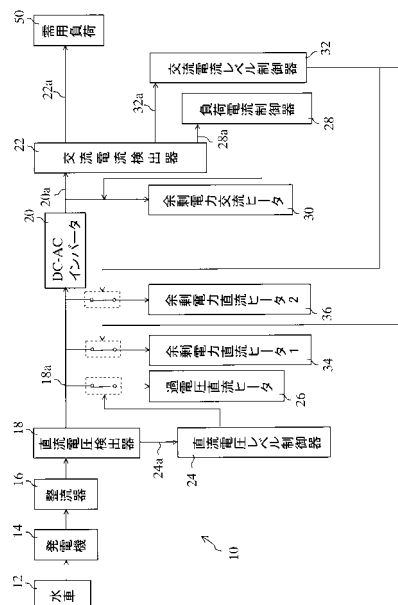 50
需用負荷
22a
32
交流電流レベル制御器
32a
負荷電流制御器
28
28a
22
交流電流検出器
20a
20
DC-AC
インバータ
余剰電力交流ヒータ
30
余剰電力直流ヒータ2
36
余剰電力直流ヒータ1
34
18a
過電圧直流ヒータ
26
18
直流電圧検出器
24a
直流電圧レベル制御器
24
16
整流器
14
発電機
12
水車
10